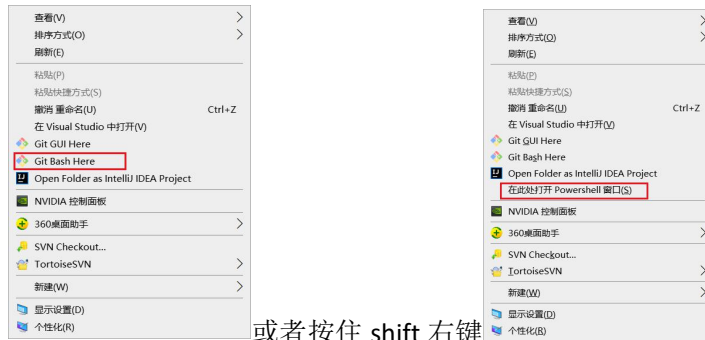 查看(V)
排序方式(O)
刷新(E)
粘贴(P)
粘贴快捷方式(S)
撤消 重命名(U) Ctrl+Z
在 Visual Studio 中打开(V)
Git GUI Here
Git Bash Here
Open Folder as IntelliJ IDEA Project
NVIDIA 控制面板
360桌面助手
SVN Checkout...
TortoiseSVN
新建(W)
显示设置(D)
个性化(R)
或者按住 shift 右键
查看(V)
排序方式(O)
刷新(E)
粘贴(P)
粘贴快捷方式(S)
撤消 重命名(U) Ctrl+Z
在 Visual Studio 中打开(V)
Git GUI Here
Git Bash Here
Open Folder as IntelliJ IDEA Project
在此处打开 Powershell 窗口(S)
NVIDIA 控制面板
360桌面助手
SVN Checkout...
TortoiseSVN
新建(W)
显示设置(D)
个性化(R)